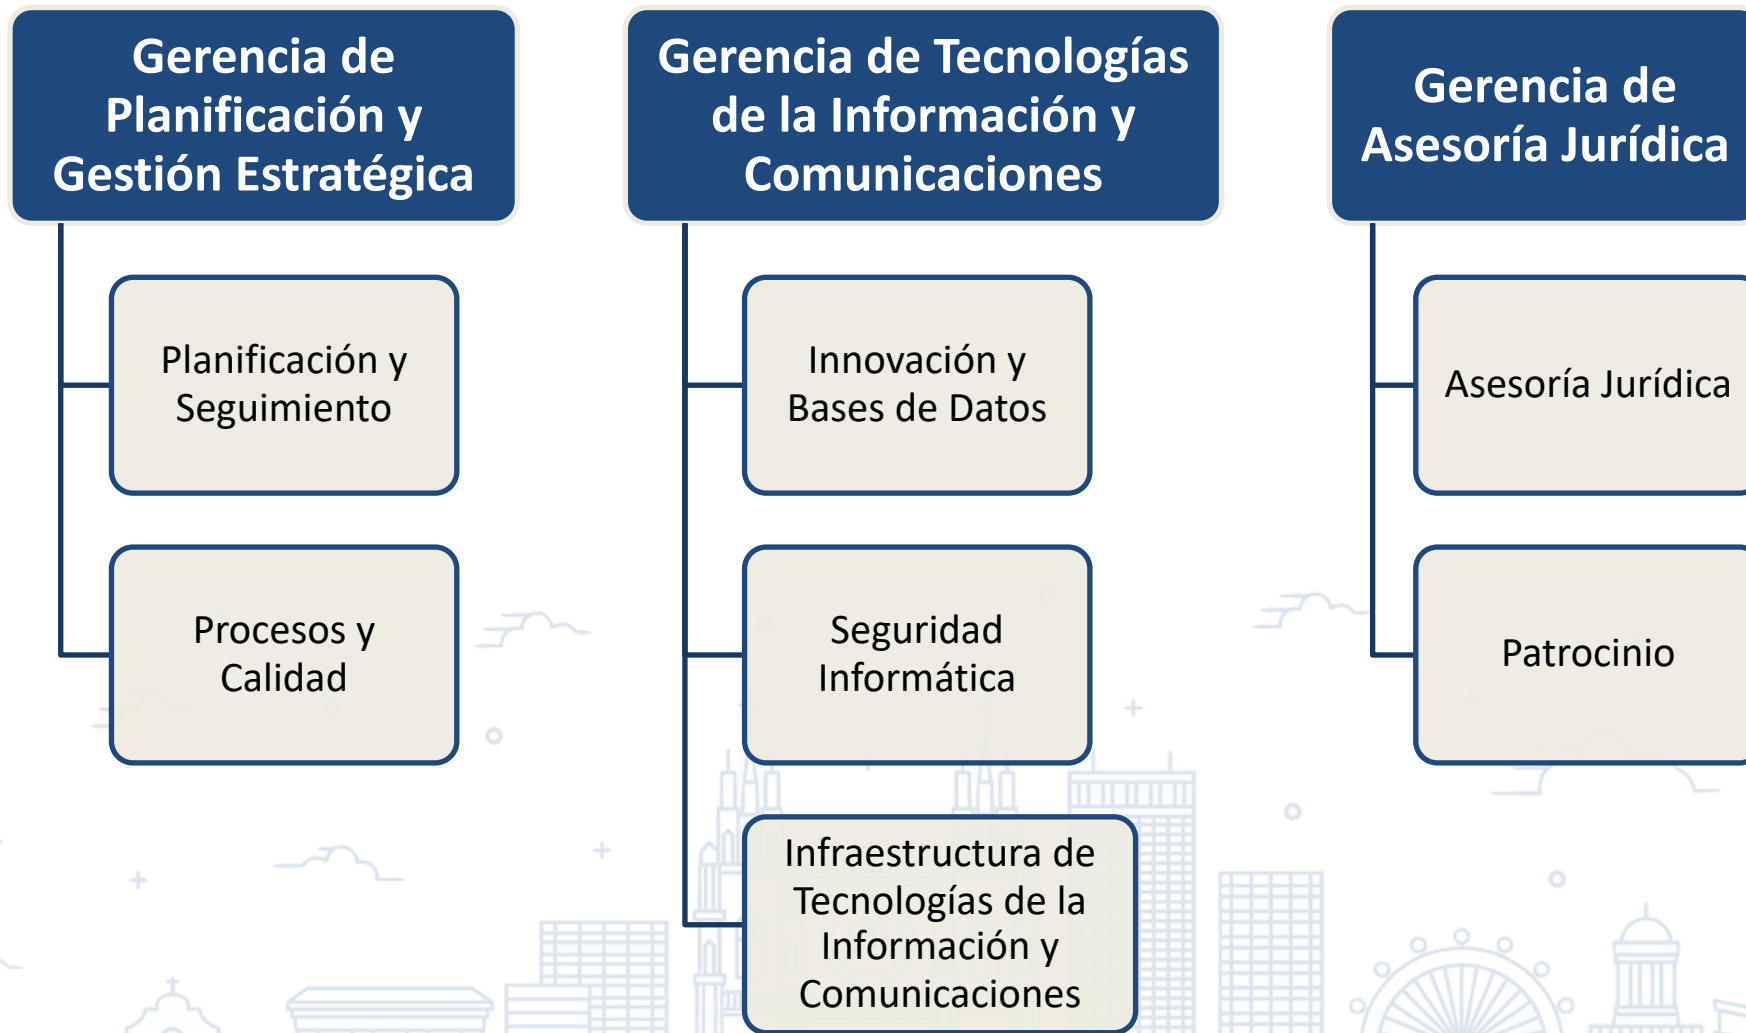 Gerencia de
Planificación y
Gestión Estratégica
Planificación y
Seguimiento
Procesos y
Calidad
Gerencia de Tecnologías
de la Información y
Comunicaciones
Innovación y
Bases de Datos
Seguridad
Informática
Infraestructura de
Tecnologías de la
Información y
Comunicaciones
Gerencia de
Asesoría Jurídica
Asesoría Jurídica
Patrocinio